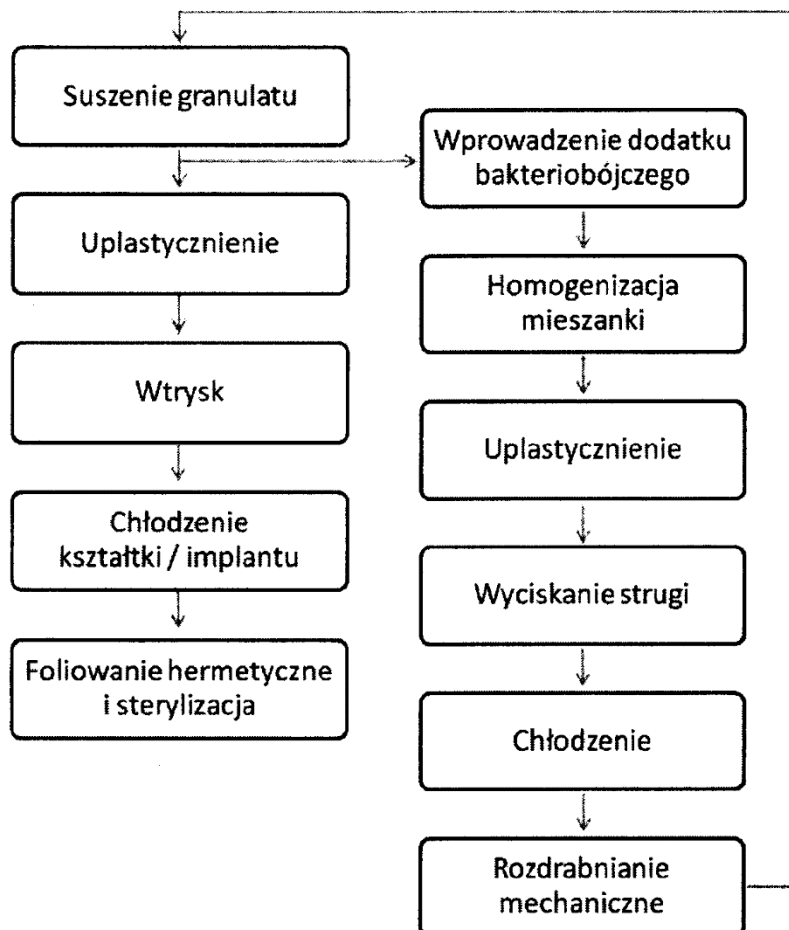 Suszenie granulatu
Uplastycznienie
Wtrysk
Chłodzenie
kształtki / implantu
Foliowanie hermetyczne
i sterylizacja
Wprowadzenie dodatku
bakteriobójczego
Homogenizacja
mieszanki
Uplastycznienie
Wyciskanie strugi
Chłodzenie
Rozdrabnianie
mechaniczne